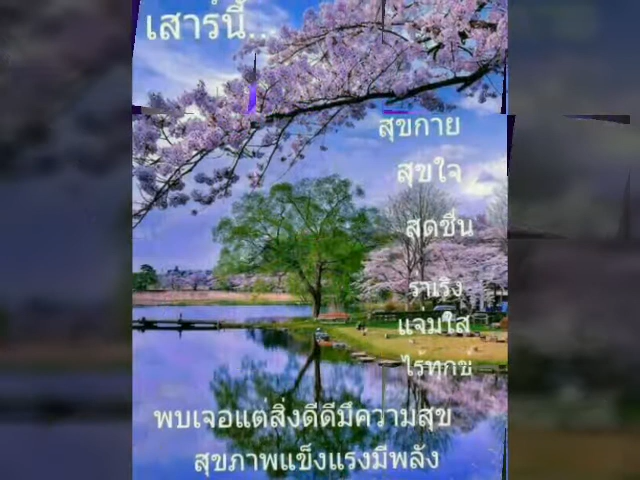 เสาร์นี้...
สุขกาย
สุขใจ
สดชื่น
ร่าเริง
แจ่มใส
ไร้ทุกข์
พบเจอแต่สิ่งดีดีมีความสุข
สุขภาพแข็งแรงมีพลัง